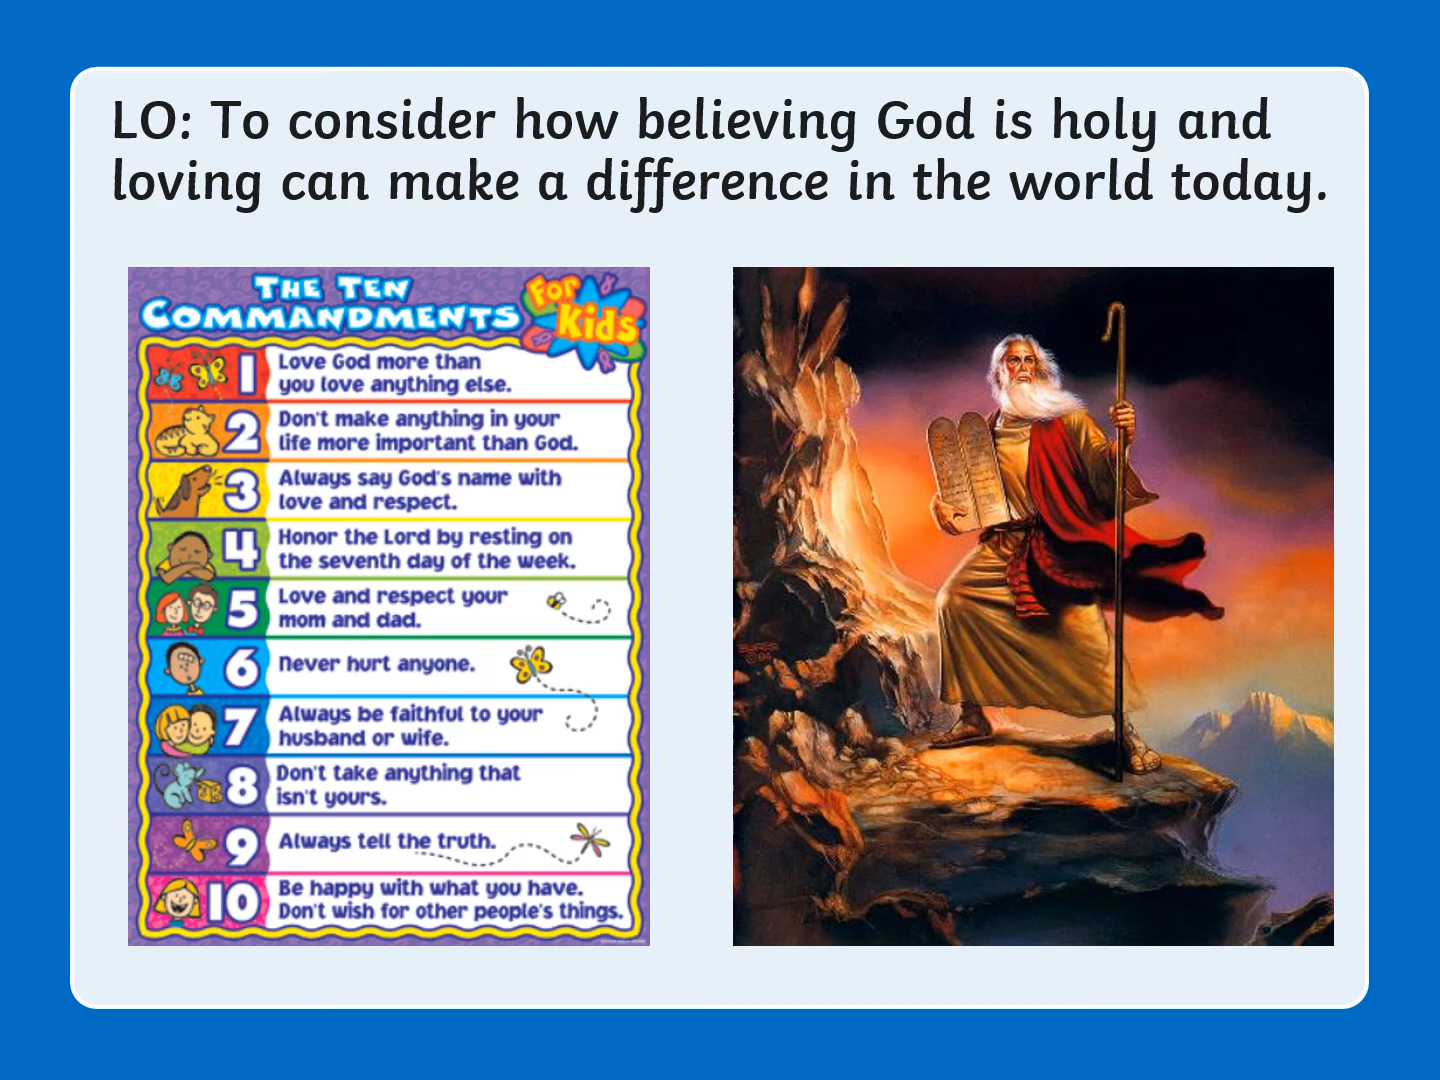 LO: To consider how believing God is holy and
loving can make a difference in the world today.
THE TEN
COMMANDMENTS
For
Kids
1
Love God more than
you love anything else.
2
Don't make anything in your
life more important than God.
3
Always say God's name with
love and respect.
4
Honor the Lord by resting on
the seventh day of the week.
5
Love and respect your
mom and dad.
6
Never hurt anyone.
7
Always be faithful to your
husband or wife.
8
Don't take anything that
isn't yours.
9
Always tell the truth.
10
Be happy with what you have.
Don't wish for other people's things.